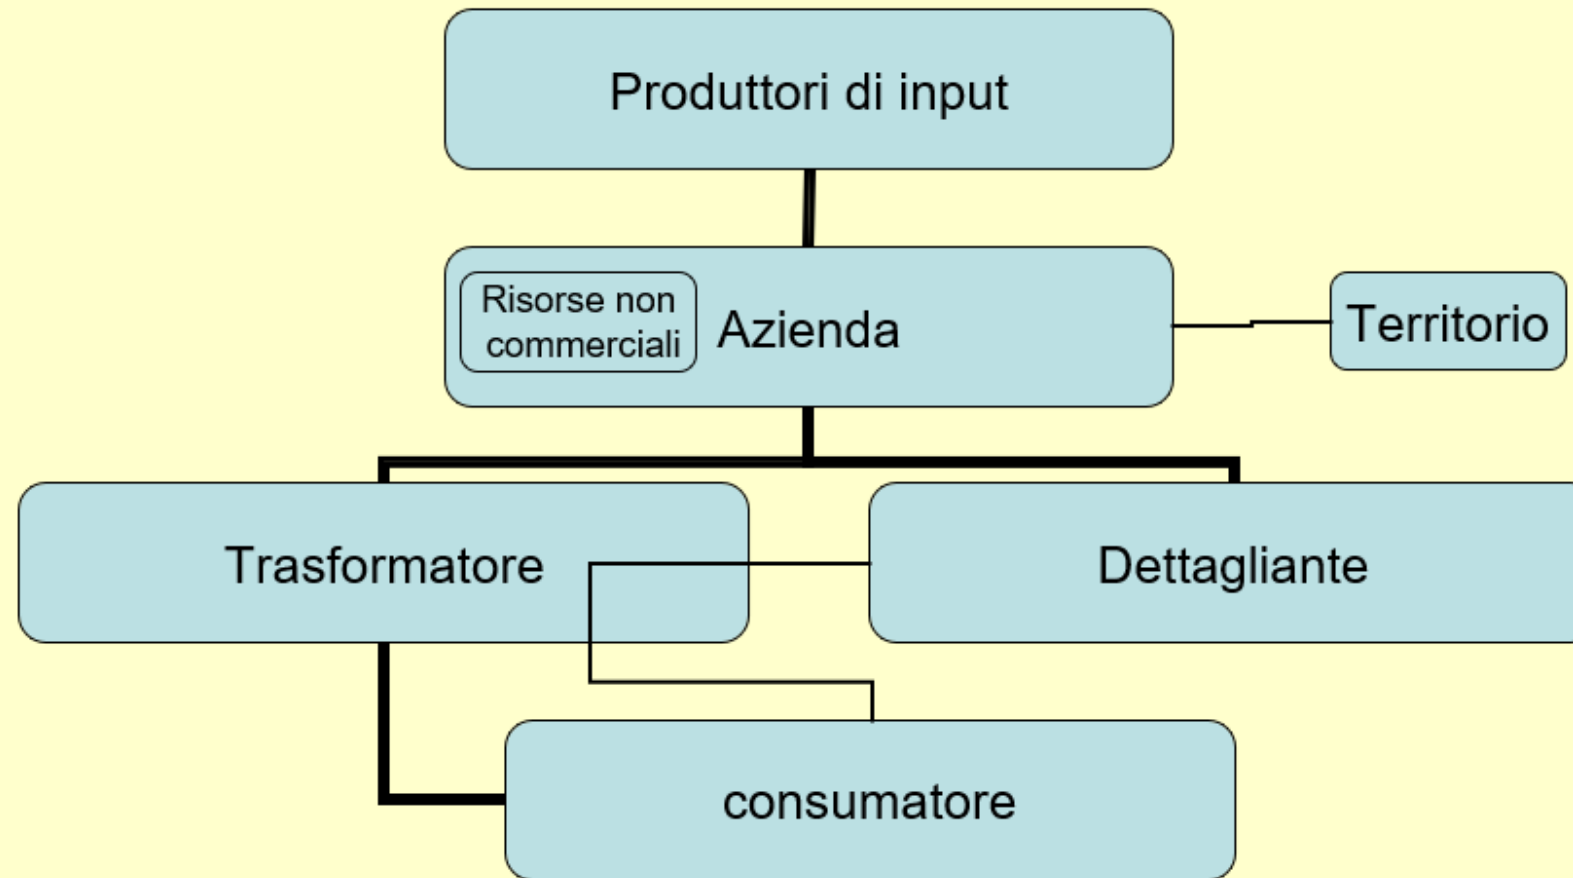 Produttori di input
Risorse non
commerciali
Azienda
Territorio
Trasformatore
Dettagliante
consumatore